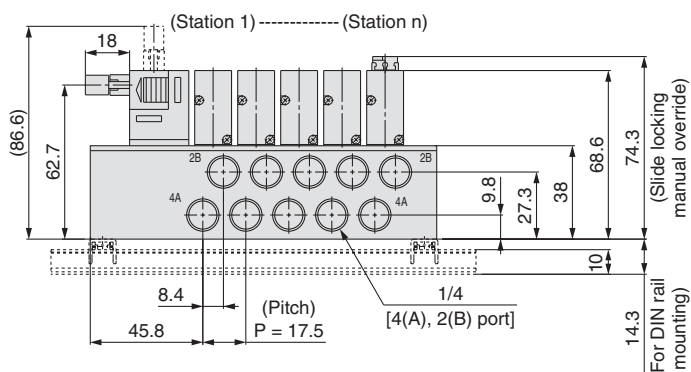 (Station 1) ------------ (Station n)
18
(86.6)
62.7
2B
2B
4A
4A
9.8
27.3
38
68.6
74.3
(Slide locking
manual override)
10
14.3
For DIN rail
mounting)
8.4
(Pitch)
45.8
P = 17.5
1/4
[4(A), 2(B) port]